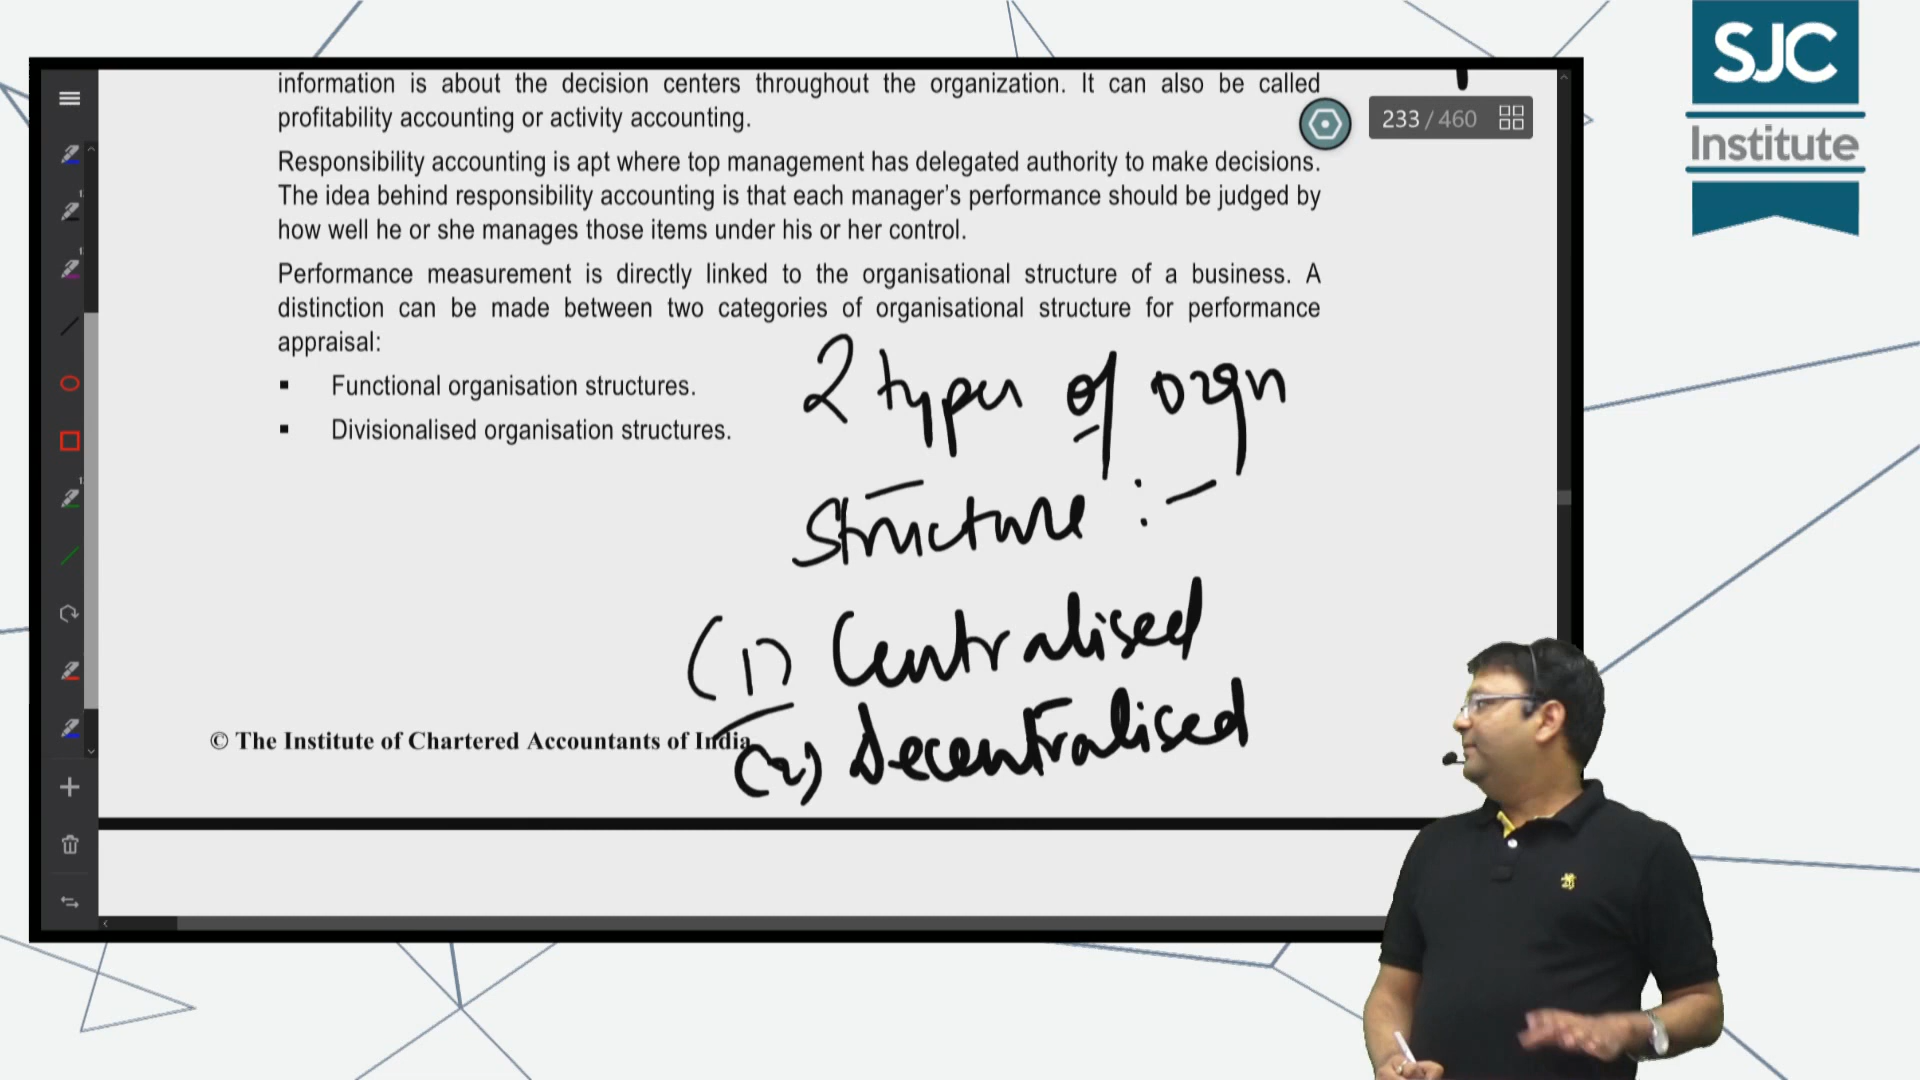 SJC
Institute
information is about the decision centers throughout the organization. It can also be called
profitability accounting or activity accounting.
233 / 460
Responsibility accounting is apt where top management has delegated authority to make decisions.
The idea behind responsibility accounting is that each manager's performance should be judged by
how well he or she manages those items under his or her control.
Performance measurement is directly linked to the organisational structure of a business. A
distinction can be made between two categories of organisational structure for performance
appraisal:
▪ Functional organisation structures.
▪ Divisionalised organisation structures.
2 types of orgn
Structure :-
(1) Centralised
(2) Decentralised
© The Institute of Chartered Accountants of India